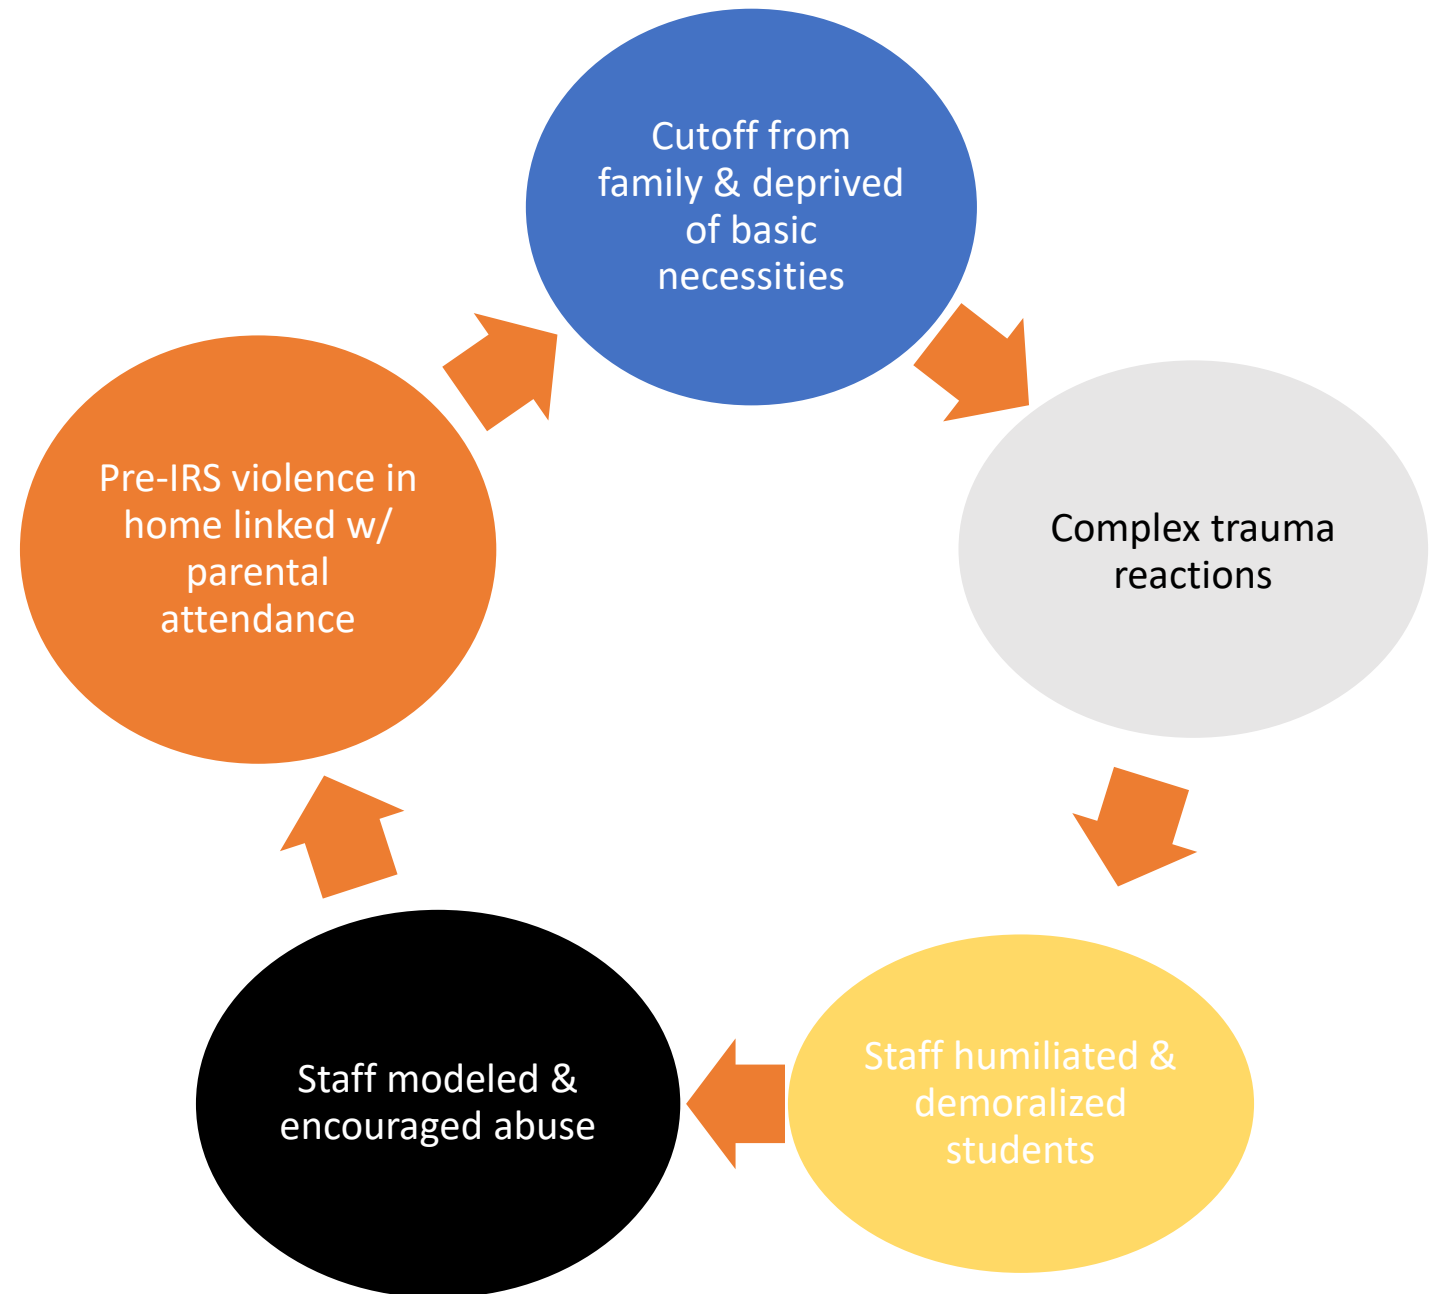 Cutoff from
family & deprived
of basic
necessities
Complex trauma
reactions
Staff humiliated &
demoralized
students
Staff modeled &
encouraged abuse
Pre-IRS violence in
home linked w/
parental
attendance